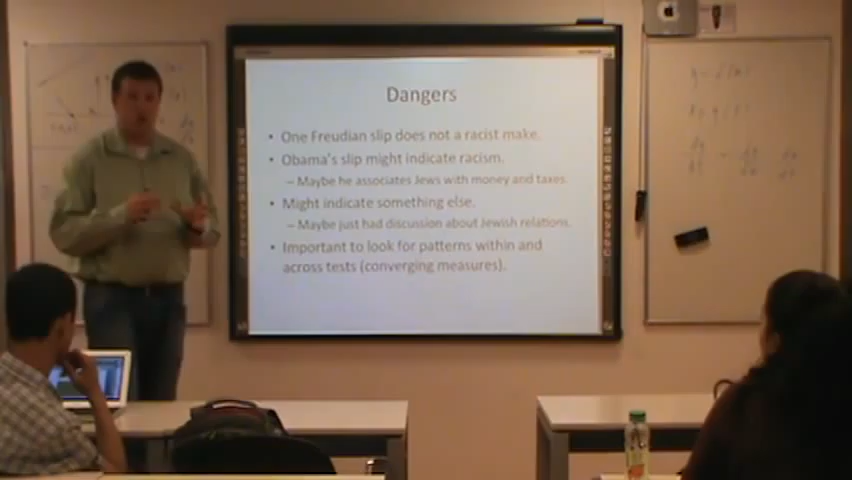 Dangers
• One Freudian slip does not a racist make.
• Obama's slip might indicate racism.
– Maybe he associates Jews with money and taxes.
• Might indicate something else.
– Maybe just had discussion about Jewish relations.
• Important to look for patterns within and
across tests (converging measures).